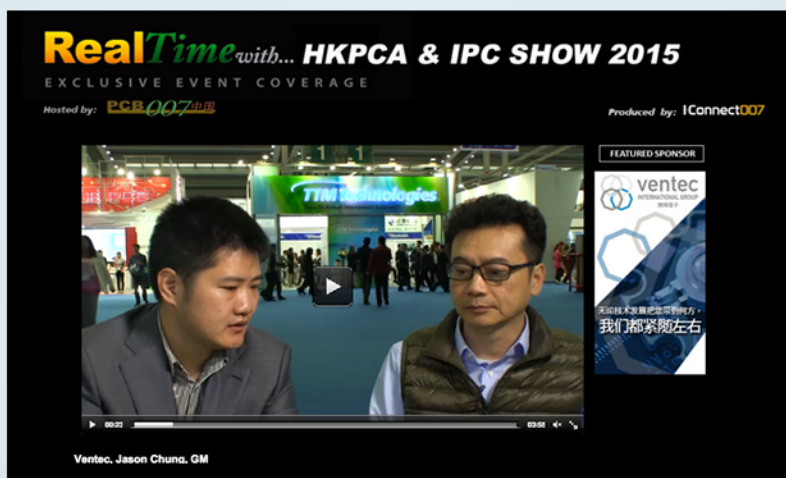 RealTime with... HKPCA & IPC SHOW 2015
EXCLUSIVE EVENT COVERAGE
Hosted by: PCB007中国
Produced by: IConnect007
FEATURED SPONSOR
ventec
INTERNATIONAL GROUP
TTM Technologies
无论技术发展把您带到何方，
我们都紧随左右
00:23
03:55
Ventec, Jason Chung, GM